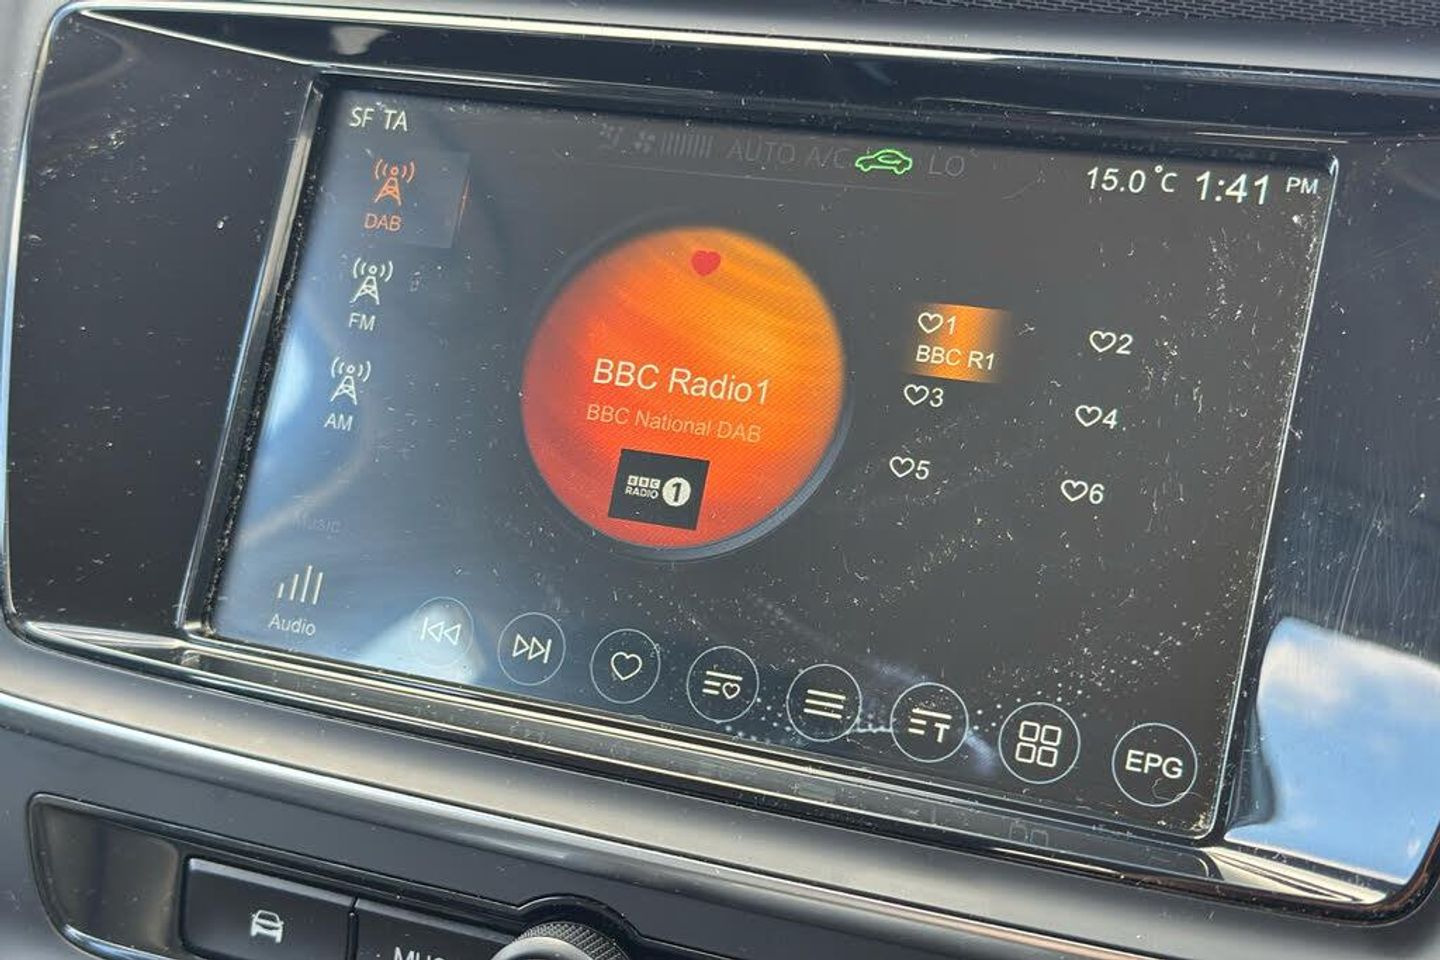 SF TA
AUTO A/C LO
15.0°C 1:41 PM
DAB
FM
AM
MUSIC
Audio
BBC Radio1
BBC National DAB
BBC
RADIO 1
♡1
BBC R1
♡2
♡3
♡4
♡5
♡6
T
EPG